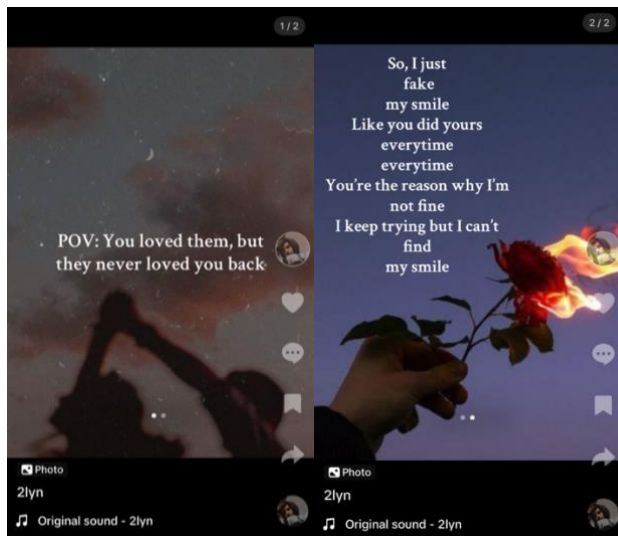 1/2
POV: You loved them, but
they never loved you back
Photo
2lyn
Original sound - 2lyn
2/2
So, I just
fake
my smile
Like you did yours
everytime
everytime
You're the reason why I'm
not fine
I keep trying but I can't
find
my smile
Photo
2lyn
Original sound - 2lyn